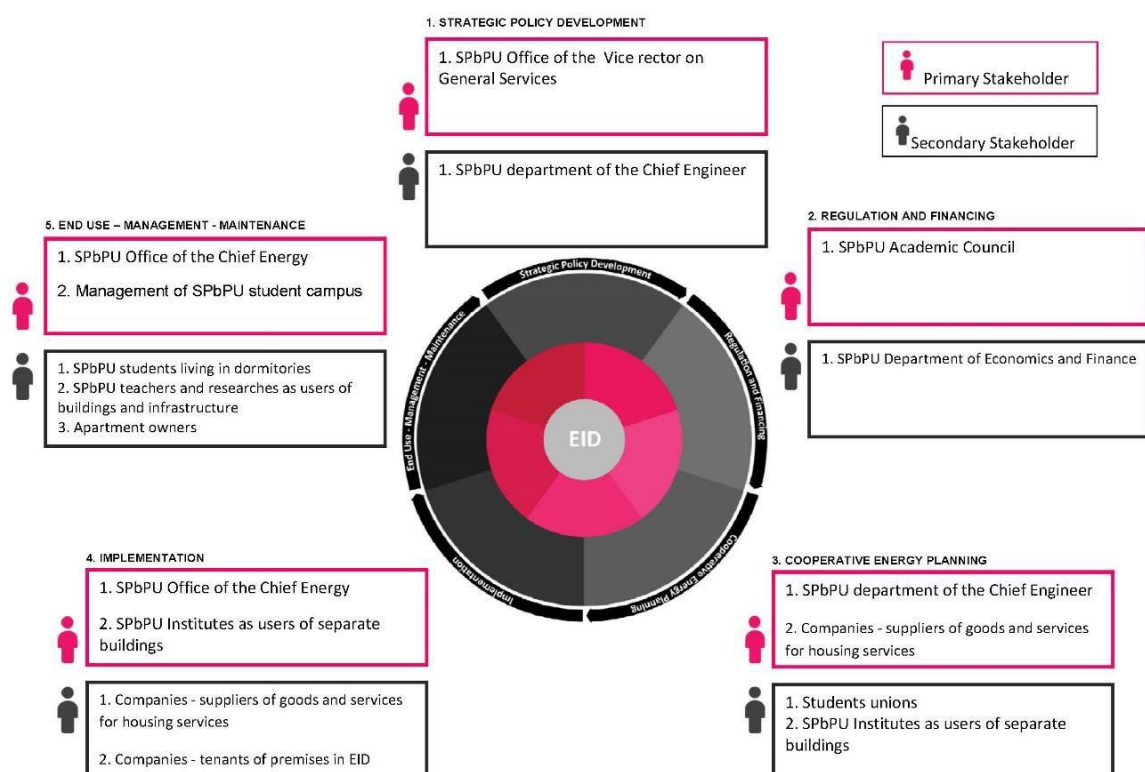 1. STRATEGIC POLICY DEVELOPMENT
1. SPbPU Office of the Vice rector on
General Services
1. SPbPU department of the Chief Engineer
Primary Stakeholder
Secondary Stakeholder
5. END USE – MANAGEMENT - MAINTENANCE
1. SPbPU Office of the Chief Energy
2. Management of SPbPU student campus
1. SPbPU students living in dormitories
2. SPbPU teachers and researches as users of
buildings and infrastructure
3. Apartment owners
2. REGULATION AND FINANCING
1. SPbPU Academic Council
1. SPbPU Department of Economics and Finance
Strategic Policy Development
Regulation and Financing
Cooperative Energy Planning
Implementation
End Use - Management - Maintenance
EID
4. IMPLEMENTATION
1. SPbPU Office of the Chief Energy
2. SPbPU Institutes as users of separate
buildings
1. Companies - suppliers of goods and services
for housing services
2. Companies - tenants of premises in EID
3. COOPERATIVE ENERGY PLANNING
1. SPbPU department of the Chief Engineer
2. Companies - suppliers of goods and services
for housing services
1. Students unions
2. SPbPU Institutes as users of separate
buildings